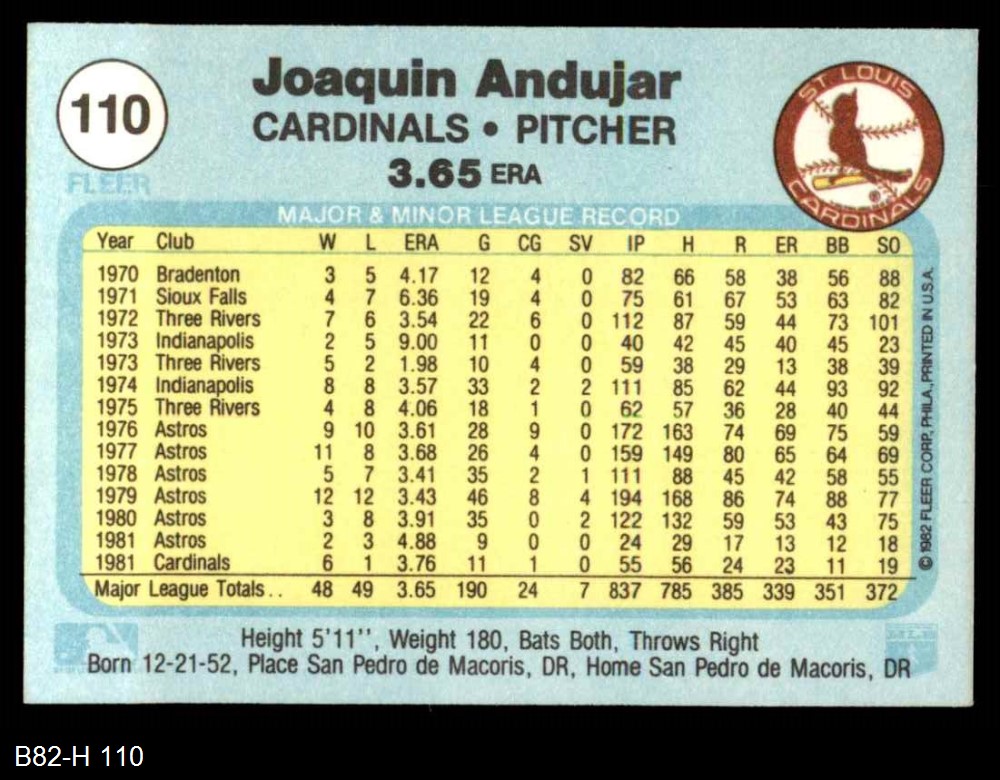 110
FLEER
Joaquin Andujar
CARDINALS • PITCHER
3.65 ERA
ST. LOUIS
CARDINALS
®
MAJOR & MINOR LEAGUE RECORD
Year Club W L ERA G CG SV IP H R ER BB SO
1970 Bradenton 3 5 4.17 12 4 0 82 66 58 38 56 88
1971 Sioux Falls 4 7 6.36 19 4 0 75 61 67 53 63 82
1972 Three Rivers 7 6 3.54 22 6 0 112 87 59 44 73 101
1973 Indianapolis 2 5 9.00 11 0 0 40 42 45 40 45 23
1973 Three Rivers 5 2 1.98 10 4 0 59 38 29 13 38 39
1974 Indianapolis 8 8 3.57 33 2 2 111 85 62 44 93 92
1975 Three Rivers 4 8 4.06 18 1 0 62 57 36 28 40 44
1976 Astros 9 10 3.61 28 9 0 172 163 74 69 75 59
1977 Astros 11 8 3.68 26 4 0 159 149 80 65 64 69
1978 Astros 5 7 3.41 35 2 1 111 88 45 42 58 55
1979 Astros 12 12 3.43 46 8 4 194 168 86 74 88 77
1980 Astros 3 8 3.91 35 0 2 122 132 59 53 43 75
1981 Astros 2 3 4.88 9 0 0 24 29 17 13 12 18
1981 Cardinals 6 1 3.76 11 1 0 55 56 24 23 11 19
Major League Totals.. 48 49 3.65 190 24 7 837 785 385 339 351 372
© 1982 FLEER CORP., PHILA., PRINTED IN U.S.A.
Height 5'11'', Weight 180, Bats Both, Throws Right
Born 12-21-52, Place San Pedro de Macoris, DR, Home San Pedro de Macoris, DR
B82-H 110